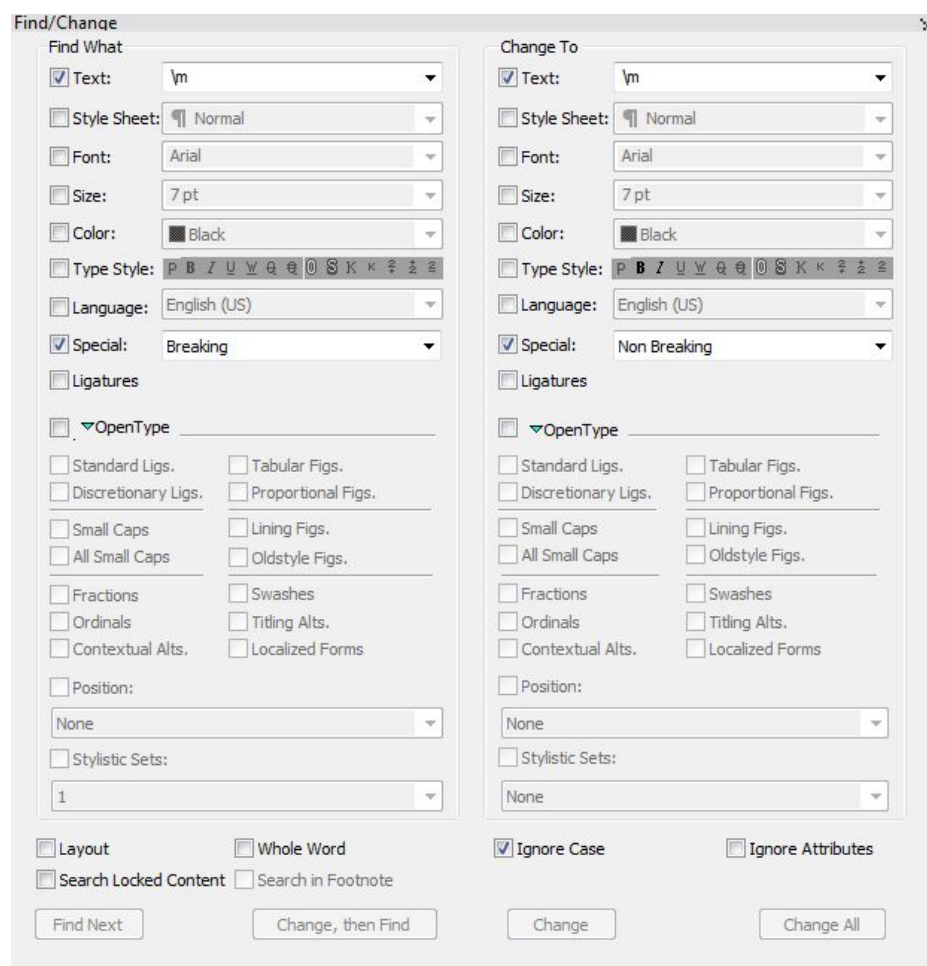 Find/Change
Find What
Text: \m
Style Sheet: ¶ Normal
Font: Arial
Size: 7 pt
Color: Black
Type Style: P B I U W Q Q O S K K 2 2 2
Language: English (US)
Special: Breaking
Ligatures
OpenType
Standard Ligs. Tabular Figs.
Discretionary Ligs. Proportional Figs.
Small Caps Lining Figs.
All Small Caps Oldstyle Figs.
Fractions Swashes
Ordinals Titling Alts.
Contextual Alts. Localized Forms
Position:
None
Stylistic Sets:
1
Change To
Text: \m
Style Sheet: ¶ Normal
Font: Arial
Size: 7 pt
Color: Black
Type Style: P B I U W Q Q O S K K 2 2 2
Language: English (US)
Special: Non Breaking
Ligatures
OpenType
Standard Ligs. Tabular Figs.
Discretionary Ligs. Proportional Figs.
Small Caps Lining Figs.
All Small Caps Oldstyle Figs.
Fractions Swashes
Ordinals Titling Alts.
Contextual Alts. Localized Forms
Position:
None
Stylistic Sets:
None
Layout Whole Word Ignore Case Ignore Attributes
Search Locked Content Search in Footnote
Find Next Change, then Find Change Change All